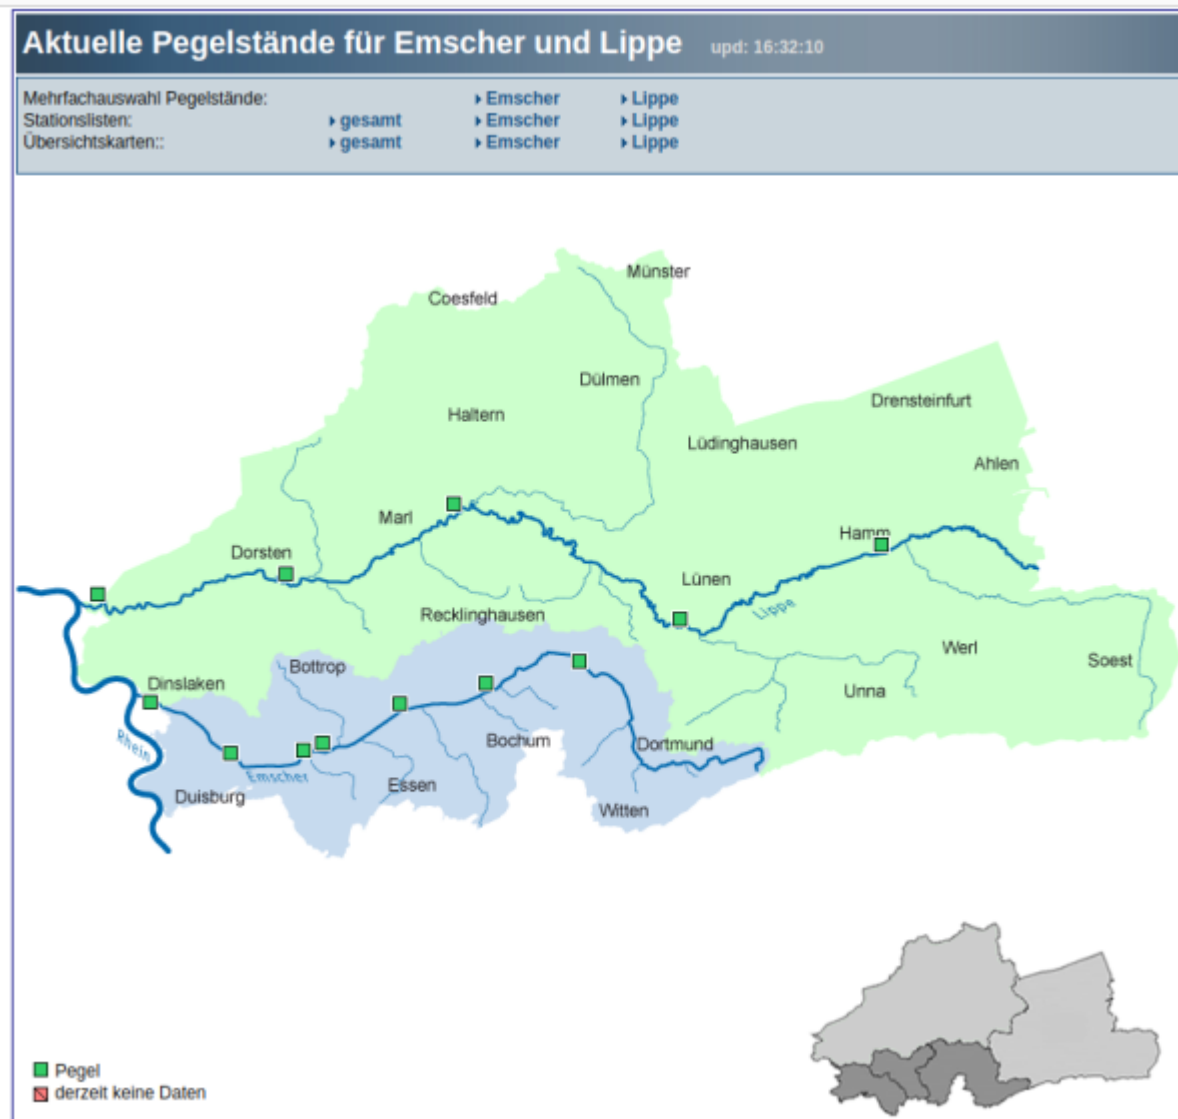 Aktuelle Pegelstände für Emscher und Lippe upd: 16:32:10
Mehrfachauswahl Pegelstände: Emscher Lippe
Stationslisten: gesamt Emscher Lippe
Übersichtskarten:: gesamt Emscher Lippe
Münster
Coesfeld
Dülmen
Drensteinfurt
Haltern
Lüdinghausen
Ahlen
Marl
Hamm
Dorsten
Lünen
Lippe
Recklinghausen
Werl
Soest
Bottrop
Dinslaken
Unna
Rhein
Bochum
Dortmund
Emscher
Essen
Duisburg
Witten
Pegel
derzeit keine Daten